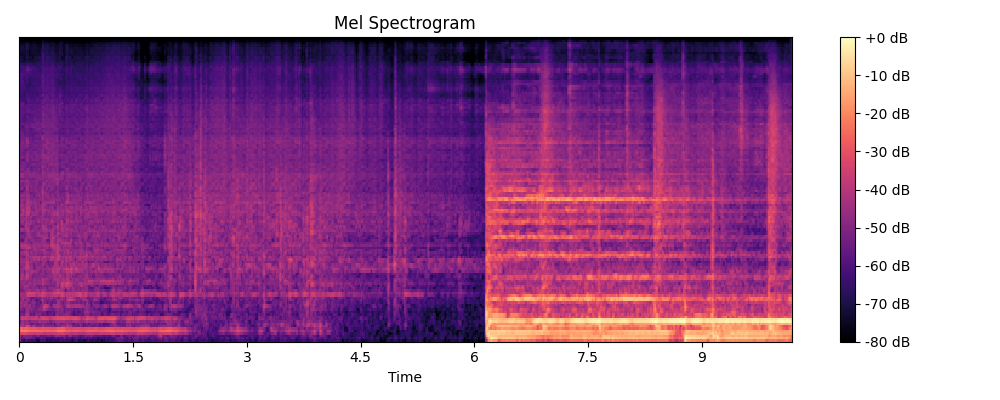 Mel Spectrogram
+0 dB
-10 dB
-20 dB
-30 dB
-40 dB
-50 dB
-60 dB
-70 dB
-80 dB
0 1.5 3 4.5 6 7.5 9
Time